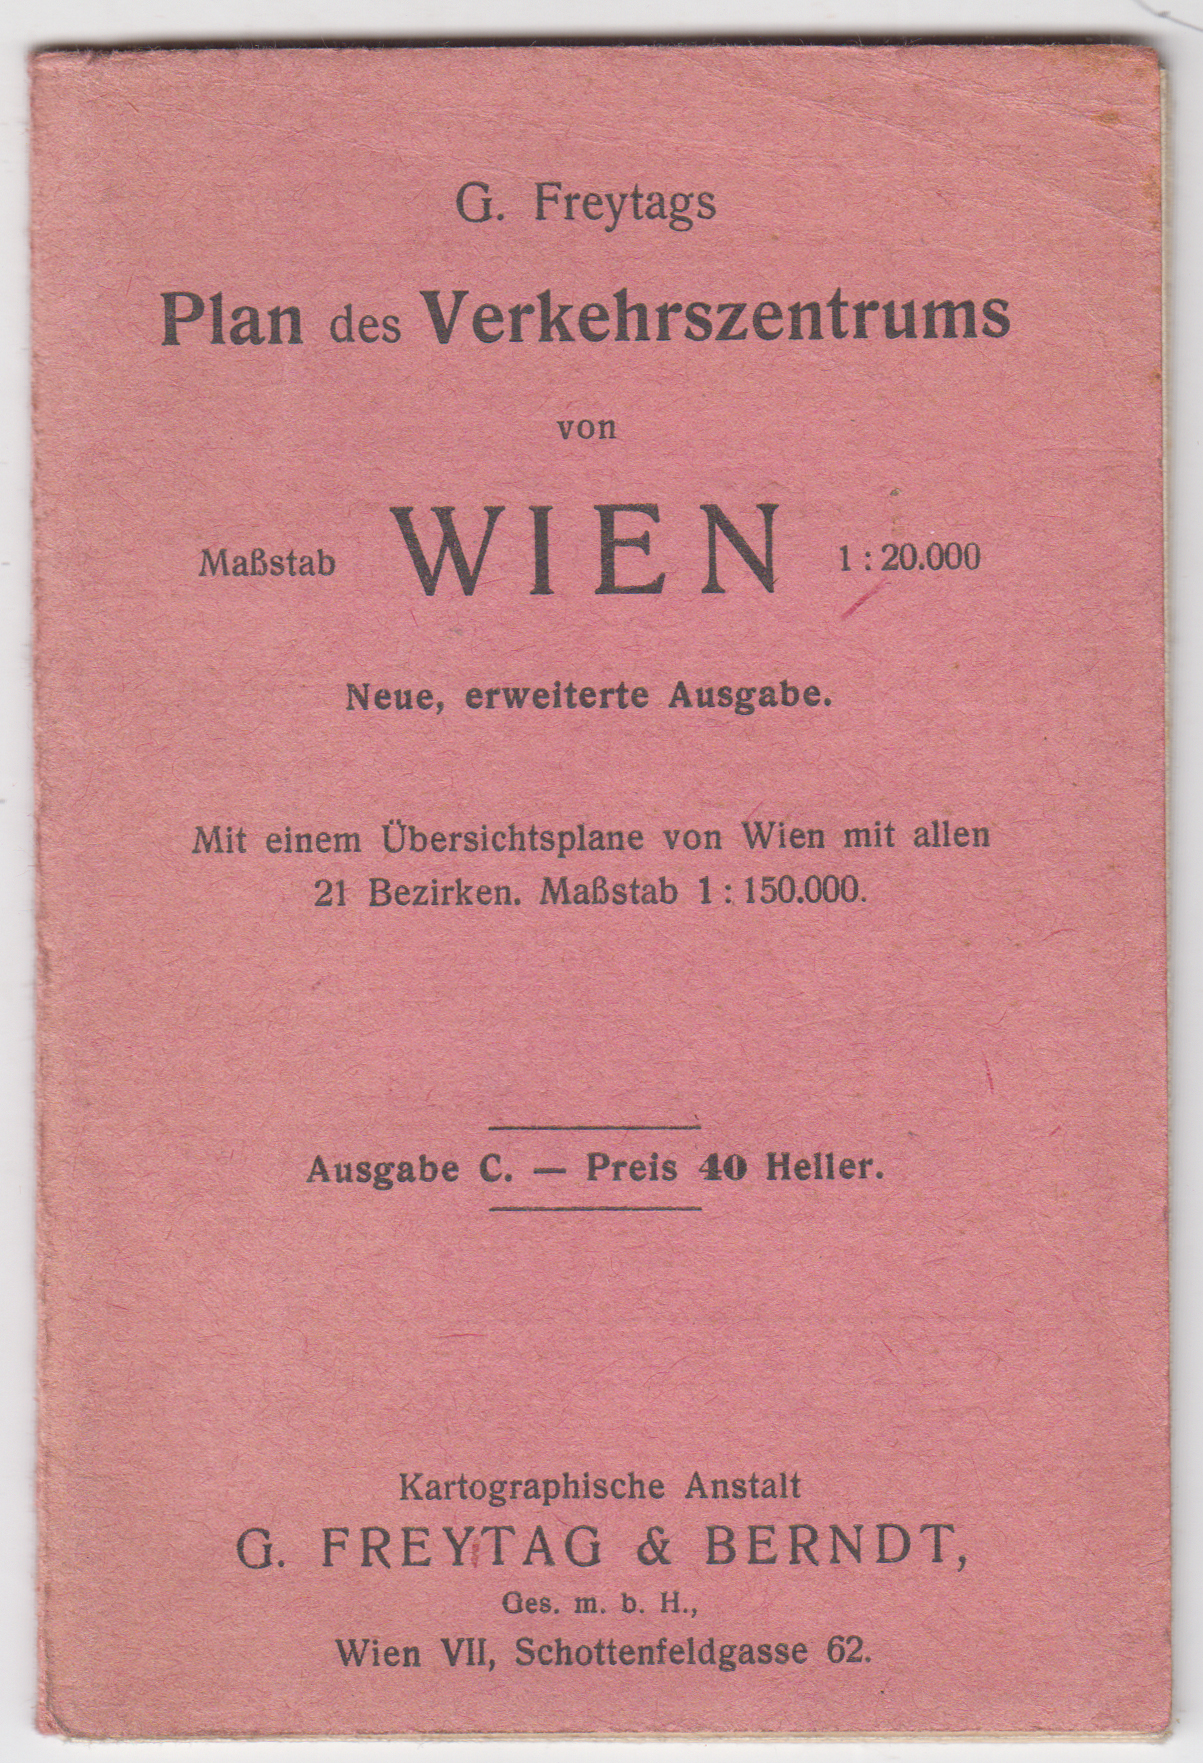 G. Freytags
Plan des Verkehrszentrums
von
Maßstab WIEN 1 : 20.000
Neue, erweiterte Ausgabe.
Mit einem Übersichtsplane von Wien mit allen
21 Bezirken. Maßstab 1 : 150.000.
Ausgabe C. — Preis 40 Heller.
Kartographische Anstalt
G. FREYTAG & BERNDT,
Ges. m. b. H.,
Wien VII, Schottenfeldgasse 62.